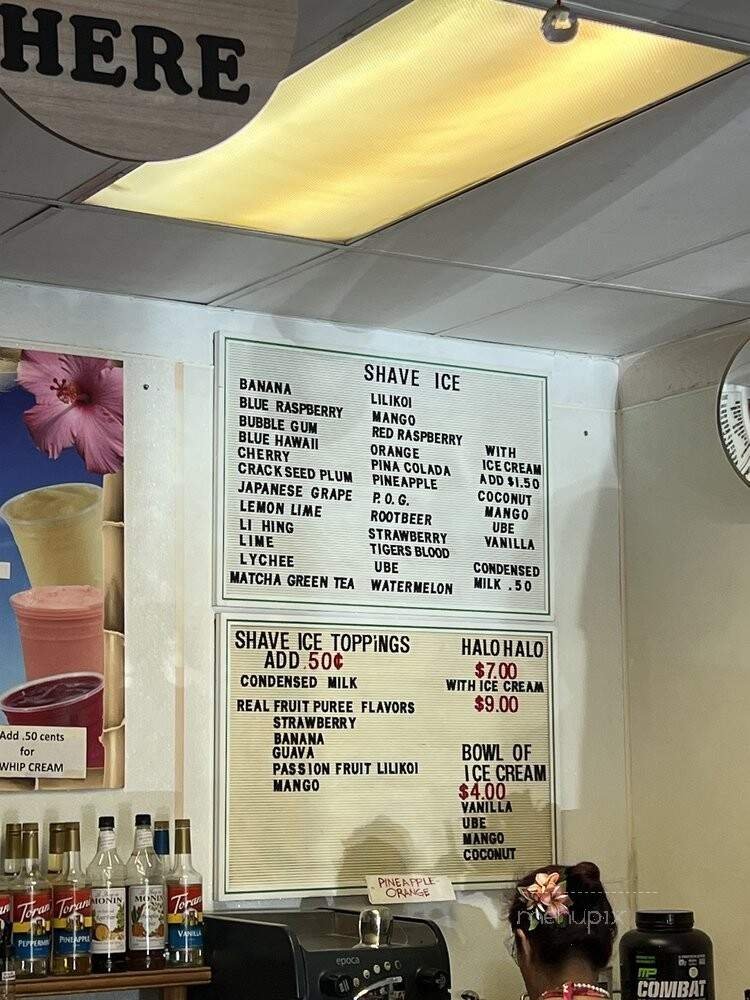 HERE
SHAVE ICE
BANANA
BLUE RASPBERRY
BUBBLE GUM
BLUE HAWAII
CHERRY
CRACK SEED PLUM
JAPANESE GRAPE
LEMON LIME
LI HING
LIME
LYCHEE
MATCHA GREEN TEA
LILIKOI
MANGO
RED RASPBERRY
ORANGE
PINA COLADA
PINEAPPLE
P.O.G.
ROOTBEER
STRAWBERRY
TIGERS BLOOD
UBE
WATERMELON
WITH
ICE CREAM
ADD $1.50
COCONUT
MANGO
UBE
VANILLA
CONDENSED
MILK .50
SHAVE ICE TOPPINGS
ADD .50¢
CONDENSED MILK
REAL FRUIT PUREE FLAVORS
STRAWBERRY
BANANA
GUAVA
PASSION FRUIT LILIKOI
MANGO
HALO HALO
$7.00
WITH ICE CREAM
$9.00
BOWL OF
ICE CREAM
$4.00
VANILLA
UBE
MANGO
COCONUT
Add .50 cents
for
WHIP CREAM
PINEAPPLE
ORANGE
Torani
PEPPERMINT
Torani
PINEAPPLE
MONIN
MONIN
Torani
VANILLA
epoca
menupix
MP
COMBAT